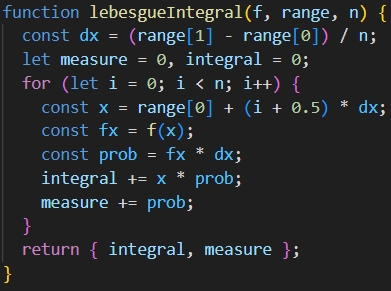 function lebesgueIntegral(f, range, n) {
  const dx = (range[1] - range[0]) / n;
  let measure = 0, integral = 0;
  for (let i = 0; i < n; i++) {
    const x = range[0] + (i + 0.5) * dx;
    const fx = f(x);
    const prob = fx * dx;
    integral += x * prob;
    measure += prob;
  }
  return { integral, measure };
}